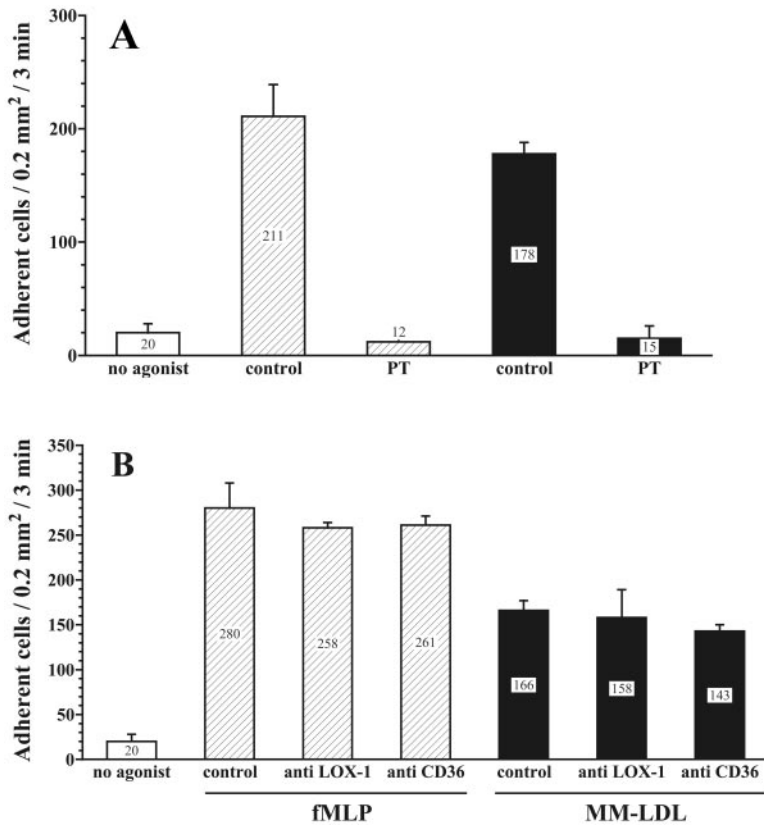 A
Adherent cells / 0.2 mm² / 3 min
300
200
100
0
20
211
12
178
15
no agonist
control
PT
control
PT
B
Adherent cells / 0.2 mm² / 3 min
350
300
250
200
150
100
50
0
20
280
258
261
166
158
143
no agonist
control
anti LOX-1
anti CD36
control
anti LOX-1
anti CD36
fMLP
MM-LDL